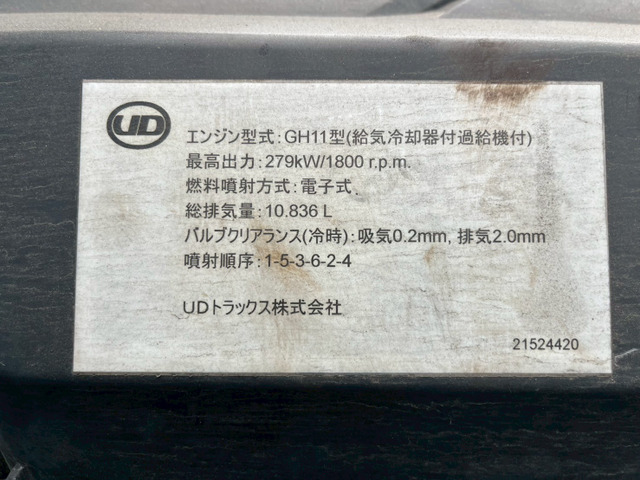 UD
エンジン型式:GH11型(給気冷却器付過給機付)
最高出力:279kW/1800 r.p.m.
燃料噴射方式:電子式
総排気量:10.836 L
バルブクリアランス(冷時):吸気0.2mm, 排気2.0mm
噴射順序:1-5-3-6-2-4
UDトラックス株式会社
21524420